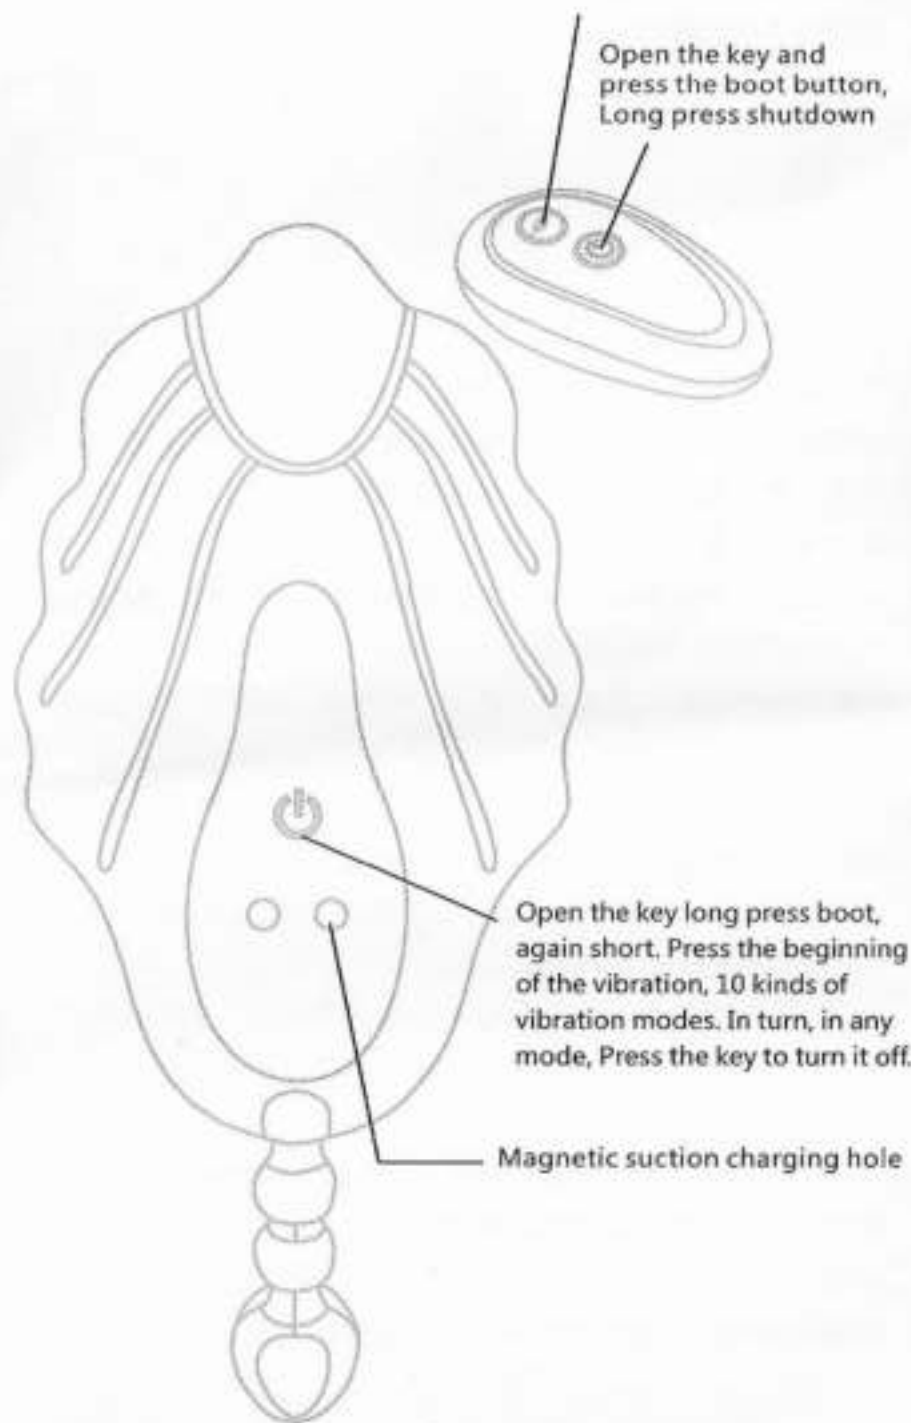 Open the key and
press the boot button,
Long press shutdown
Open the key long press boot,
again short. Press the beginning
of the vibration, 10 kinds of
vibration modes. In turn, in any
mode, Press the key to turn it off.
Magnetic suction charging hole